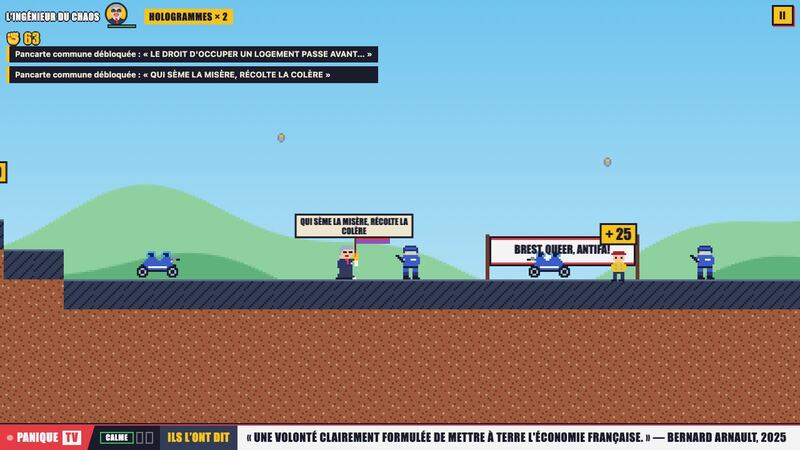 L'INGÉNIEUR DU CHAOS
HOLOGRAMMES × 2
63
Pancarte commune débloquée : « LE DROIT D'OCCUPER UN LOGEMENT PASSE AVANT... »
Pancarte commune débloquée : « QUI SÈME LA MISÈRE, RÉCOLTE LA COLÈRE »
QUI SÈME LA MISÈRE, RÉCOLTE LA
COLÈRE
+ 25
BREST, QUEER, ANTIFA!
PANIQUE TV
CALME
ILS L'ONT DIT
« UNE VOLONTÉ CLAIREMENT FORMULÉE DE METTRE À TERRE L'ÉCONOMIE FRANÇAISE. » — BERNARD ARNAULT, 2025